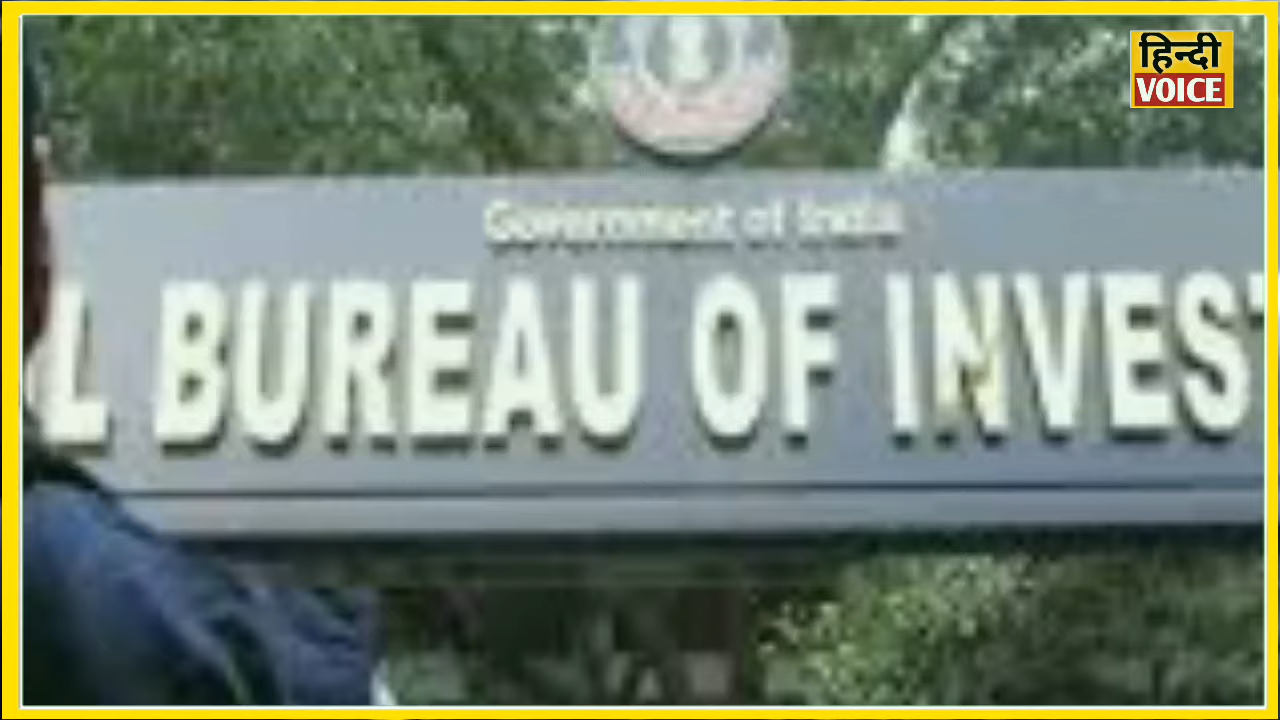 हिन्दी
VOICE
Government of India
L BUREAU OF INVES